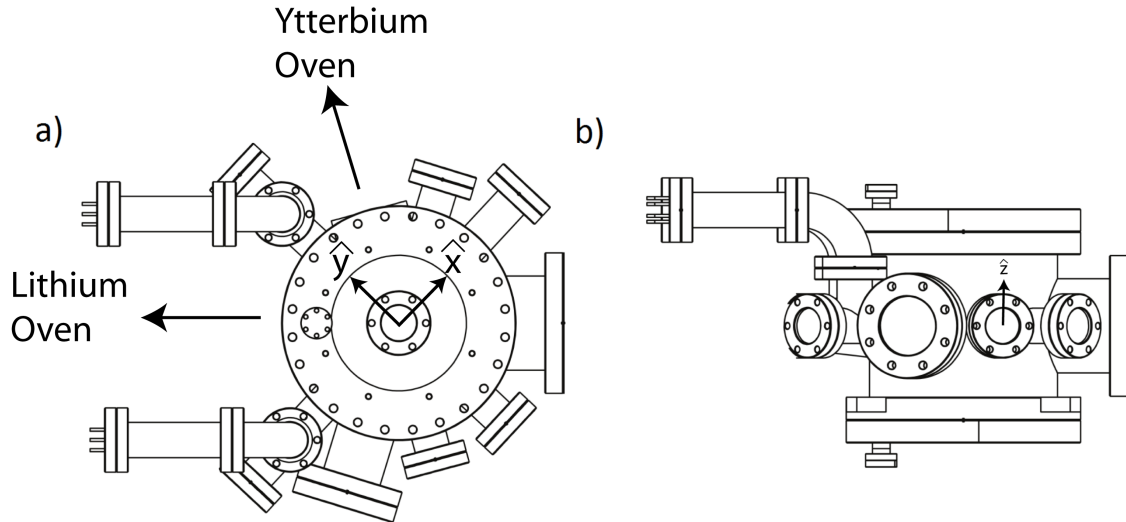 Ytterbium
Oven
a)
b)
ŷ
x̂
ẑ
Lithium
Oven